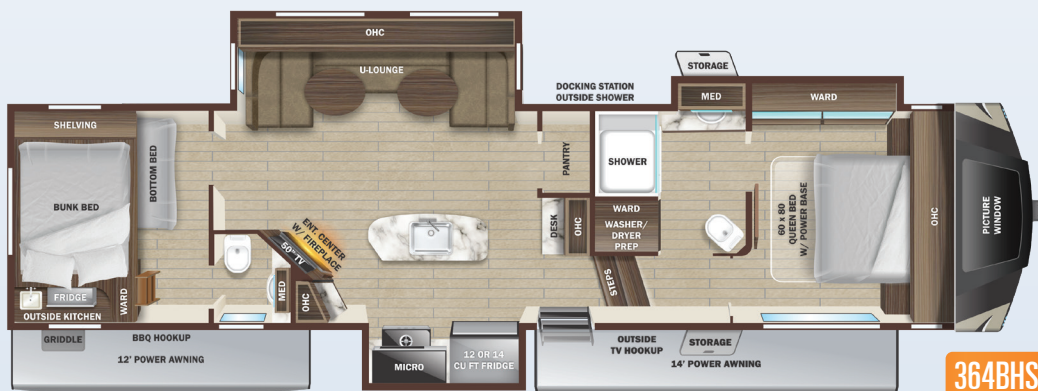 OHC
U-LOUNGE
SHELVING
BUNK BED
BOTTOM BED
FRIDGE
OUTSIDE KITCHEN
WARD
GRIDDLE
BBQ HOOKUP
12' POWER AWNING
ENT. CENTER
W/ FIREPLACE
50" TV
MED
OHC
MICRO
12 OR 14
CU FT FRIDGE
DOCKING STATION
OUTSIDE SHOWER
PANTRY
DESK
OHC
STORAGE
MED
WARD
SHOWER
WARD
WASHER/
DRYER
PREP
STEPS
60 x 80
QUEEN BED
W/ POWER BASE
OHC
PICTURE
WINDOW
OUTSIDE
TV HOOKUP
STORAGE
14' POWER AWNING
364BHS